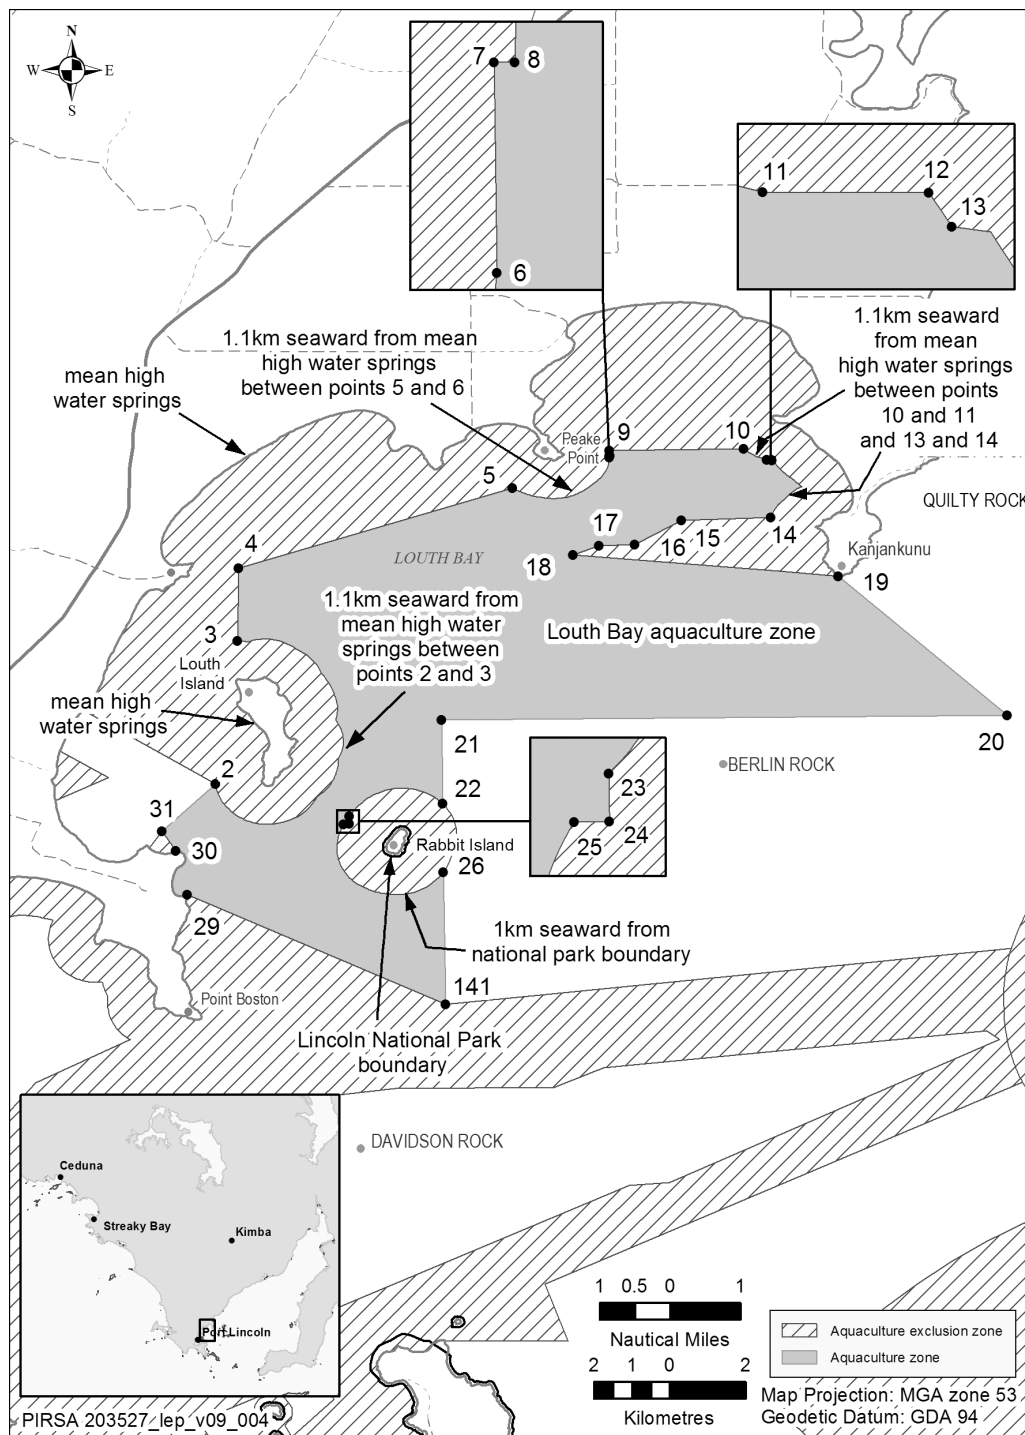 N
W
E
S
7
8
6
11
12
13
1.1km seaward
from mean
high water springs
between points
10 and 11
and 13 and 14
1.1km seaward from mean
high water springs
between points 5 and 6
mean high
water springs
9
10
Peake
Point
5
QUILTY ROCK
17
14
15
16
18
4
LOUTH BAY
Kanjankunu
19
1.1km seaward from
mean high water
springs between
points 2 and 3
Louth Bay aquaculture zone
3
Louth
Island
mean high
water springs
21
20
2
BERLIN ROCK
22
23
31
24
25
30
Rabbit Island
26
29
1km seaward from
national park boundary
141
Point Boston
Lincoln National Park
boundary
DAVIDSON ROCK
Ceduna
Streaky Bay
Kimba
Port Lincoln
1 0.5 0 1
Nautical Miles
2 1 0 2
Kilometres
Aquaculture exclusion zone
Aquaculture zone
Map Projection: MGA zone 53
Geodetic Datum: GDA 94
PIRSA 203527_lep_v09_004